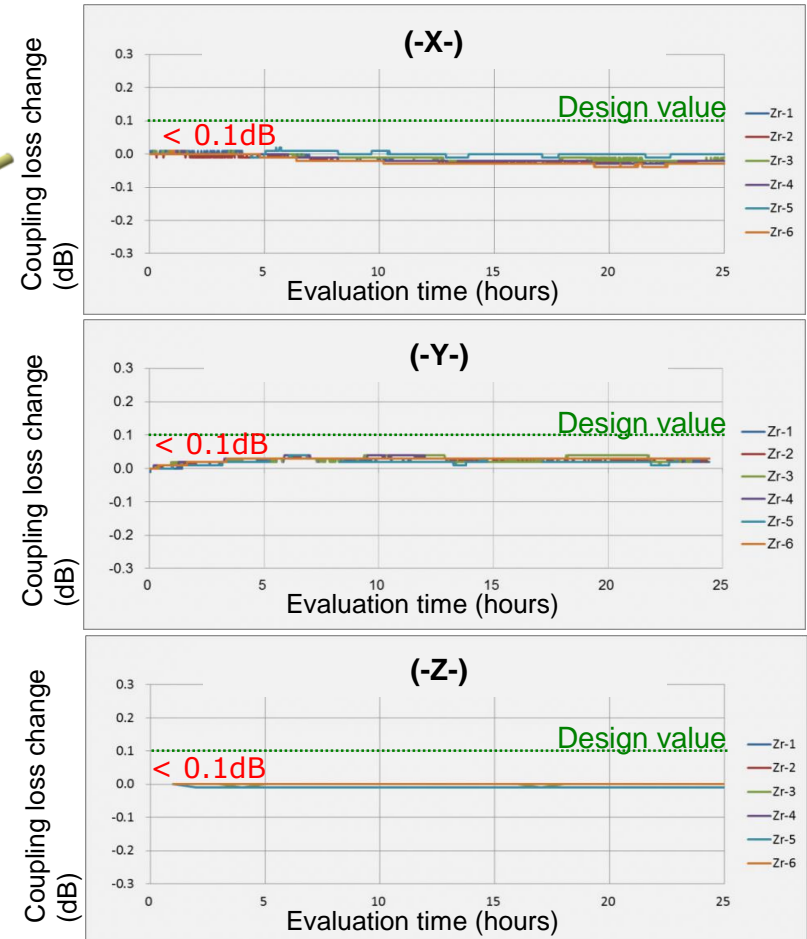 (-X-)
Coupling loss change
(dB)
0.3
0.2
0.1
0.0
-0.1
-0.2
-0.3
Design value
< 0.1dB
Zr-1
Zr-2
Zr-3
Zr-4
Zr-5
Zr-6
0 5 10 15 20 25
Evaluation time (hours)
(-Y-)
Coupling loss change
(dB)
0.3
0.2
0.1
0.0
-0.1
-0.2
-0.3
Design value
< 0.1dB
Zr-1
Zr-2
Zr-3
Zr-4
Zr-5
Zr-6
0 5 10 15 20 25
Evaluation time (hours)
(-Z-)
Coupling loss change
(dB)
0.3
0.2
0.1
0.0
-0.1
-0.2
-0.3
Design value
< 0.1dB
Zr-1
Zr-2
Zr-3
Zr-4
Zr-5
Zr-6
0 5 10 15 20 25
Evaluation time (hours)